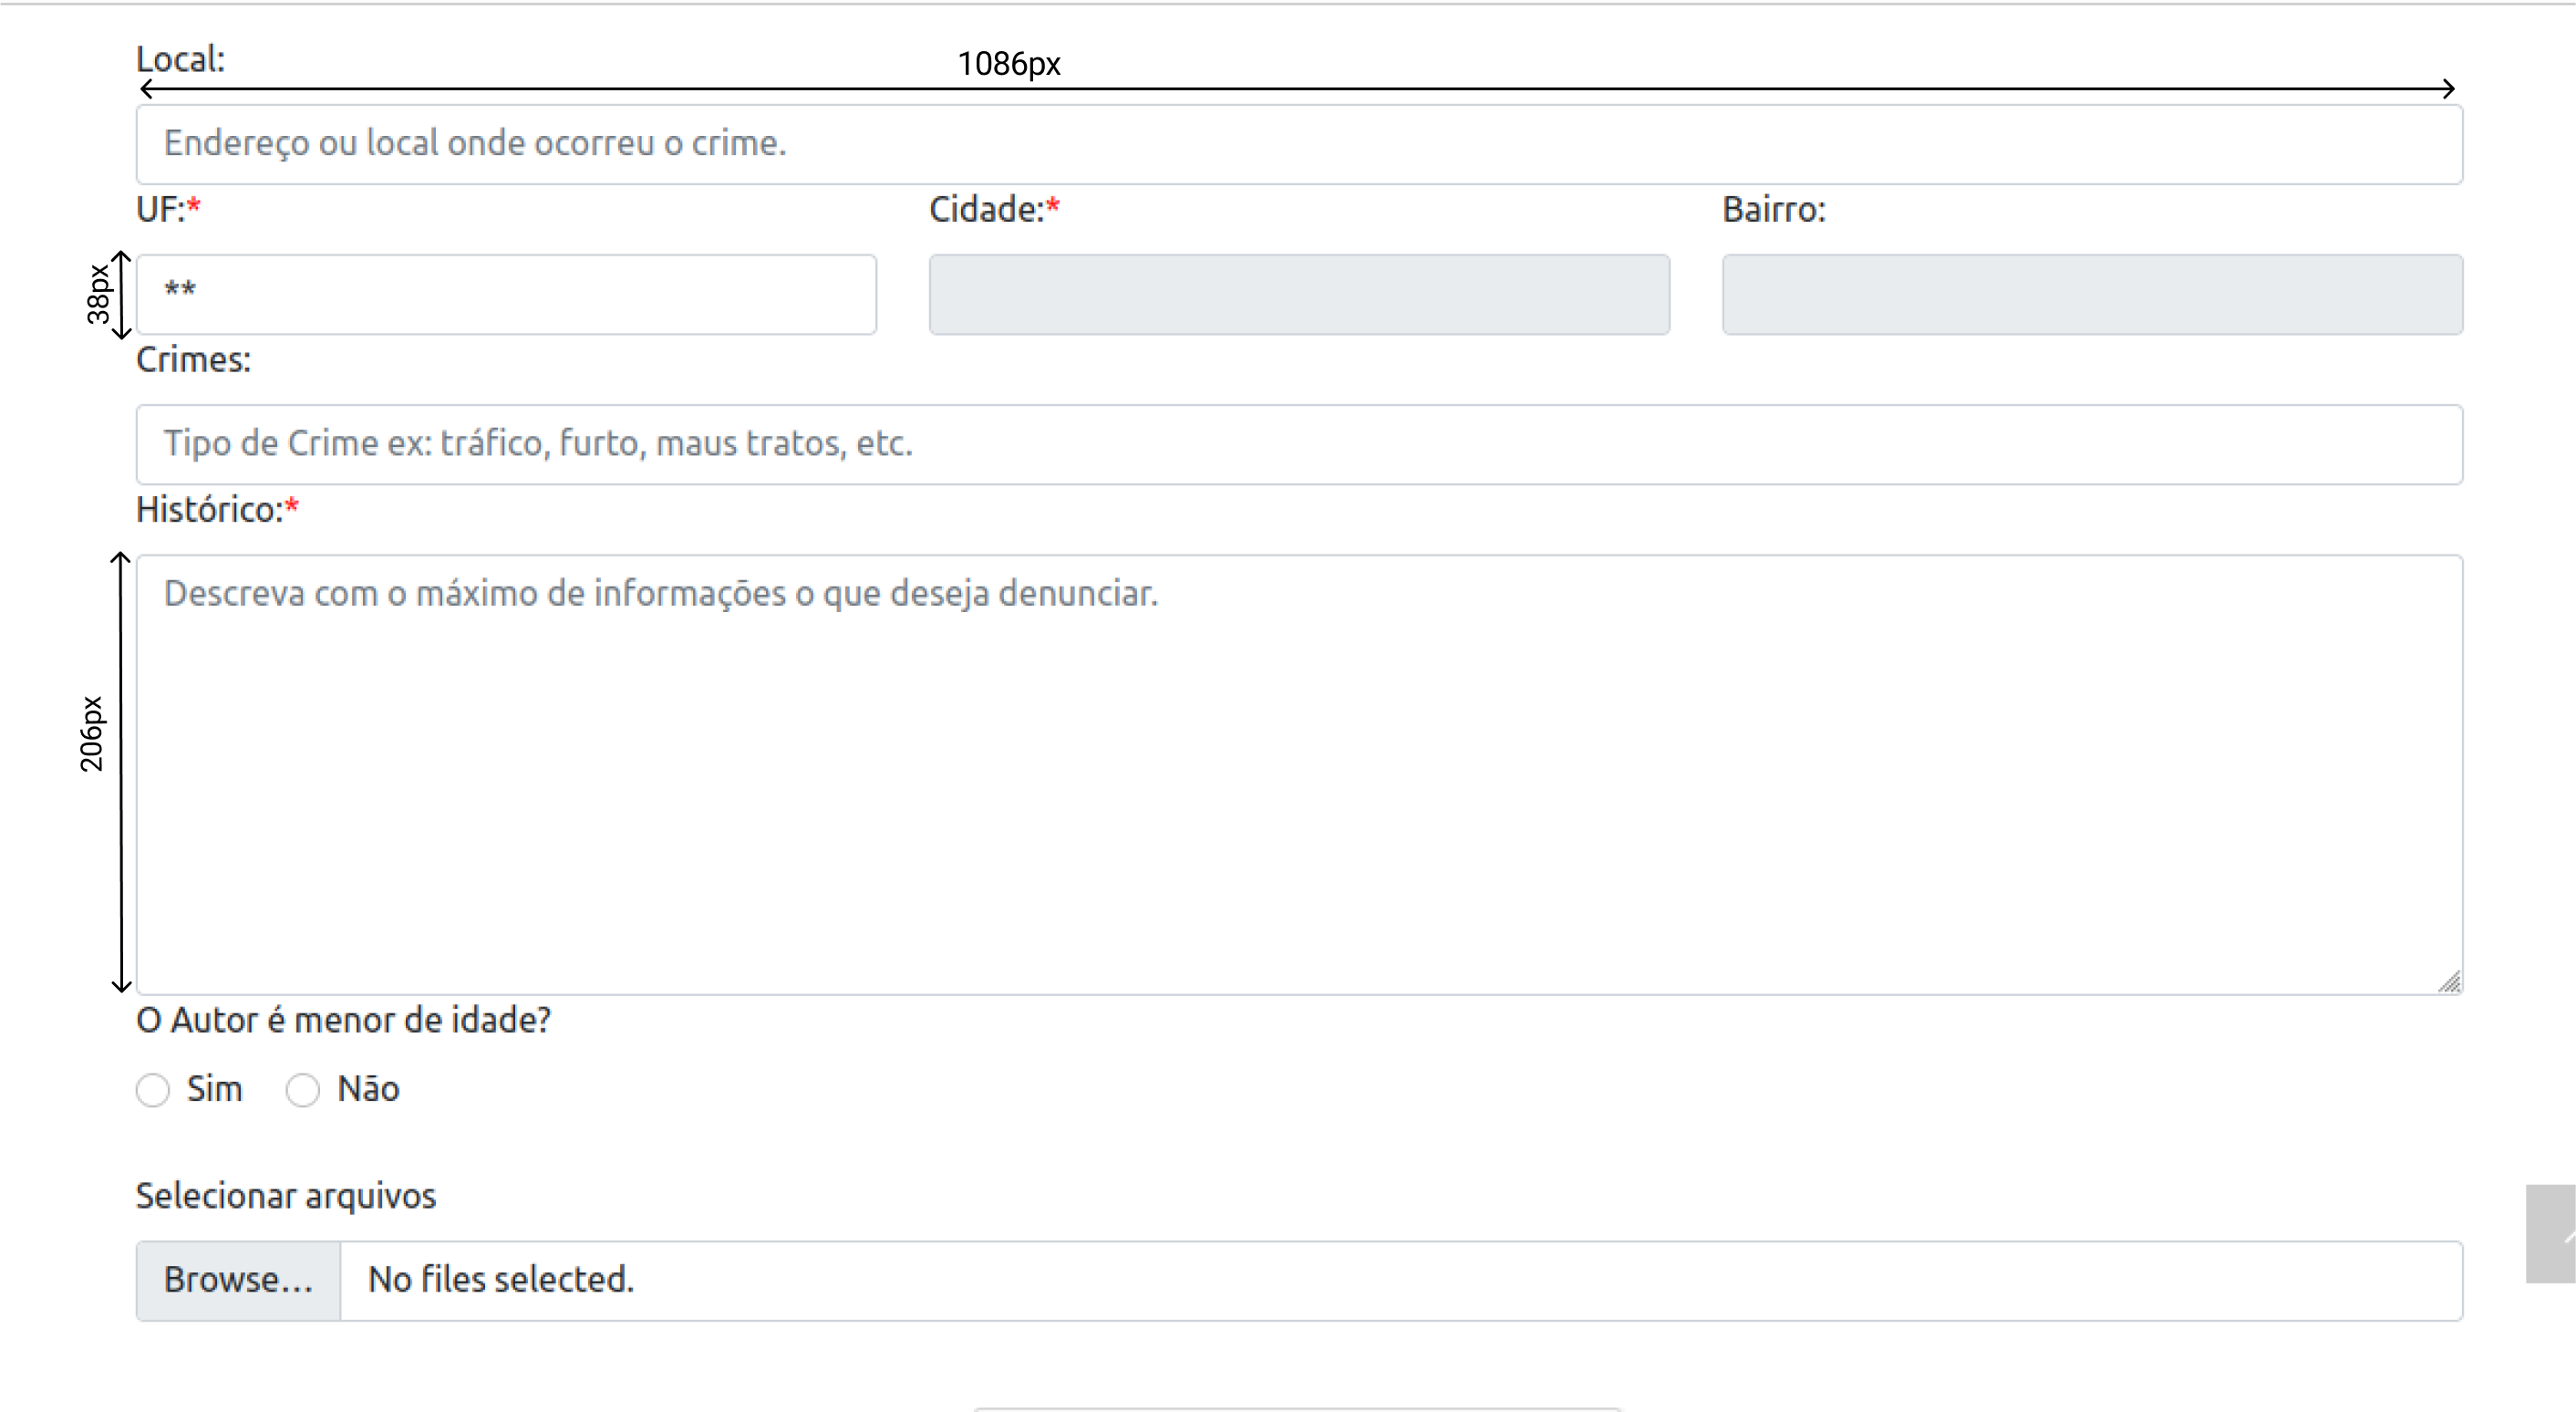 Local:
1086px
Endereço ou local onde ocorreu o crime.
UF:* Cidade:* Bairro:
38px
**
Crimes:
Tipo de Crime ex: tráfico, furto, maus tratos, etc.
Histórico:*
Descreva com o máximo de informações o que deseja denunciar.
206px
O Autor é menor de idade?
Sim Não
Selecionar arquivos
Browse... No files selected.